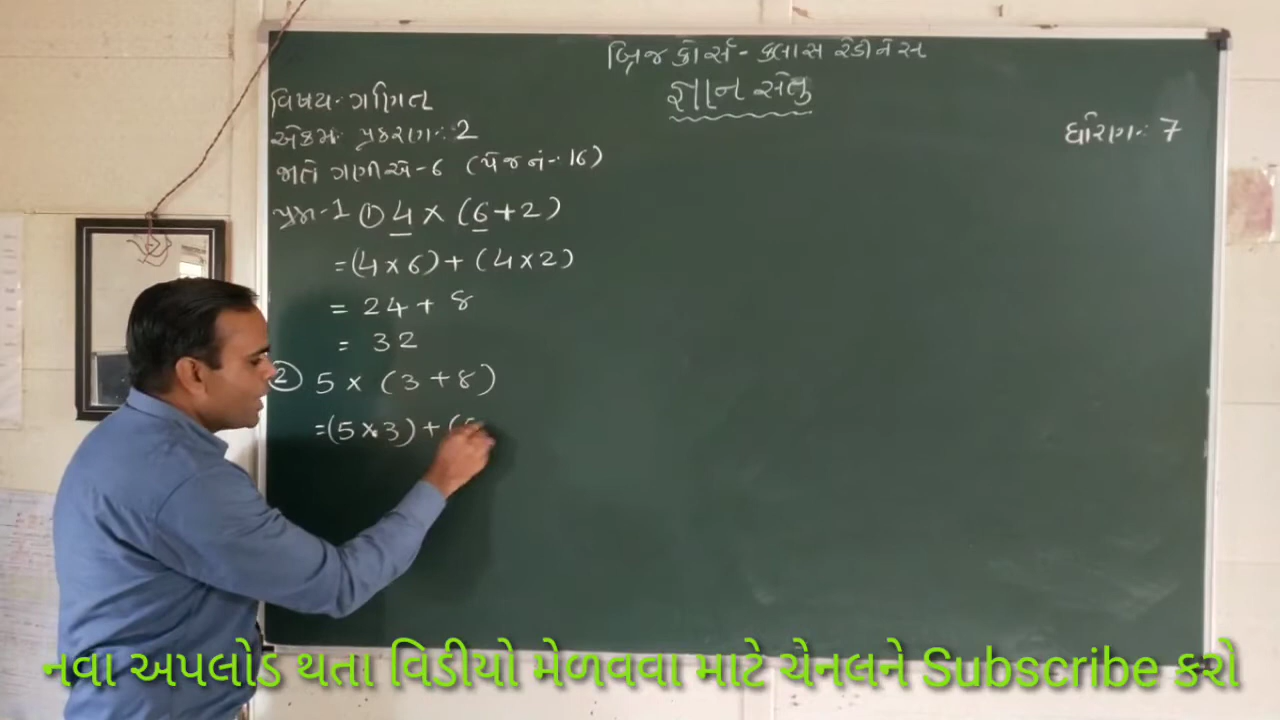 બ્રિજ કોર્સ - ક્લાસ રેડીનેસ
જ્ઞાન સેતુ
વિષય:- ગણિત
ધોરણ:- 7
એકમ: પ્રકરણ:- 2
જાતે ગણીએ - 6 (પેજ નં-: 16)
પ્રશ્ન-1 ① 4 × (6+2)
= (4×6) + (4×2)
= 24 + 8
= 32
② 5 × (3+8)
= (5×3) + (5
નવા અપલોડ થતા વિડીયો મેળવવા માટે ચેનલને Subscribe કરો